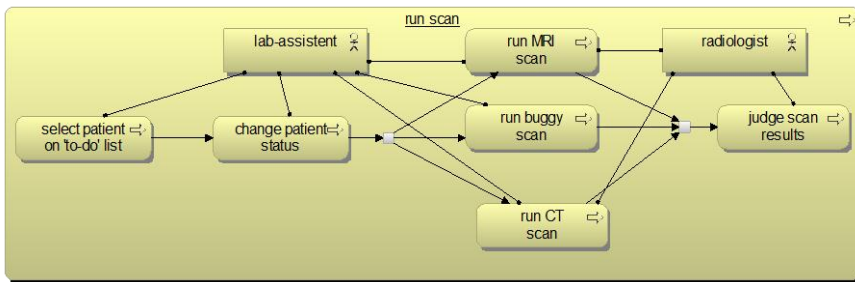 run scan
lab-assistent
run MRI
scan
radiologist
select patient
on 'to-do' list
change patient
status
run buggy
scan
judge scan
results
run CT
scan